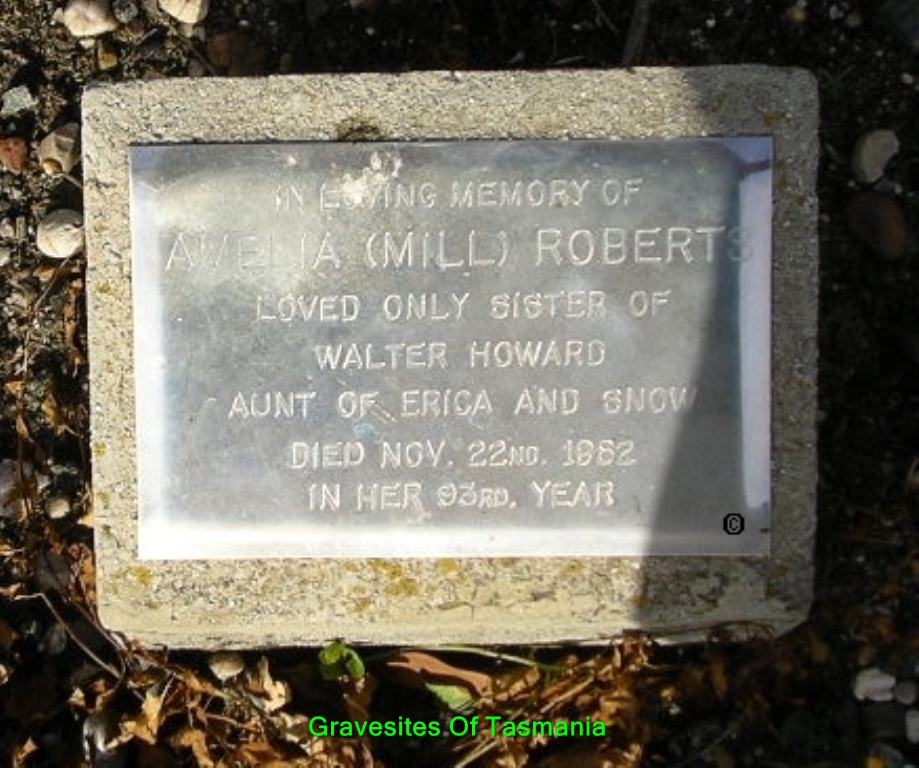 IN LOVING MEMORY OF
AMELIA (MILL) ROBERTS
LOVED ONLY SISTER OF
WALTER HOWARD
AUNT OF ERICA AND SNOW
DIED NOV. 22ND. 1962
IN HER 93RD. YEAR
©
Gravesites Of Tasmania